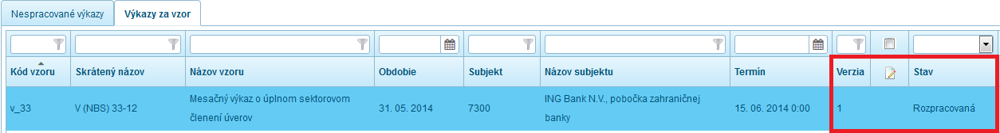 Nespracované výkazy Výkazy za vzor
Kód vzoru Skrátený názov Názov vzoru Obdobie Subjekt Názov subjektu Termín Verzia Stav
v_33 V (NBS) 33-12 Mesačný výkaz o úplnom sektorovom členení úverov 31. 05. 2014 7300 ING Bank N.V., pobočka zahraničnej banky 15. 06. 2014 0:00 1 Rozpracovaná